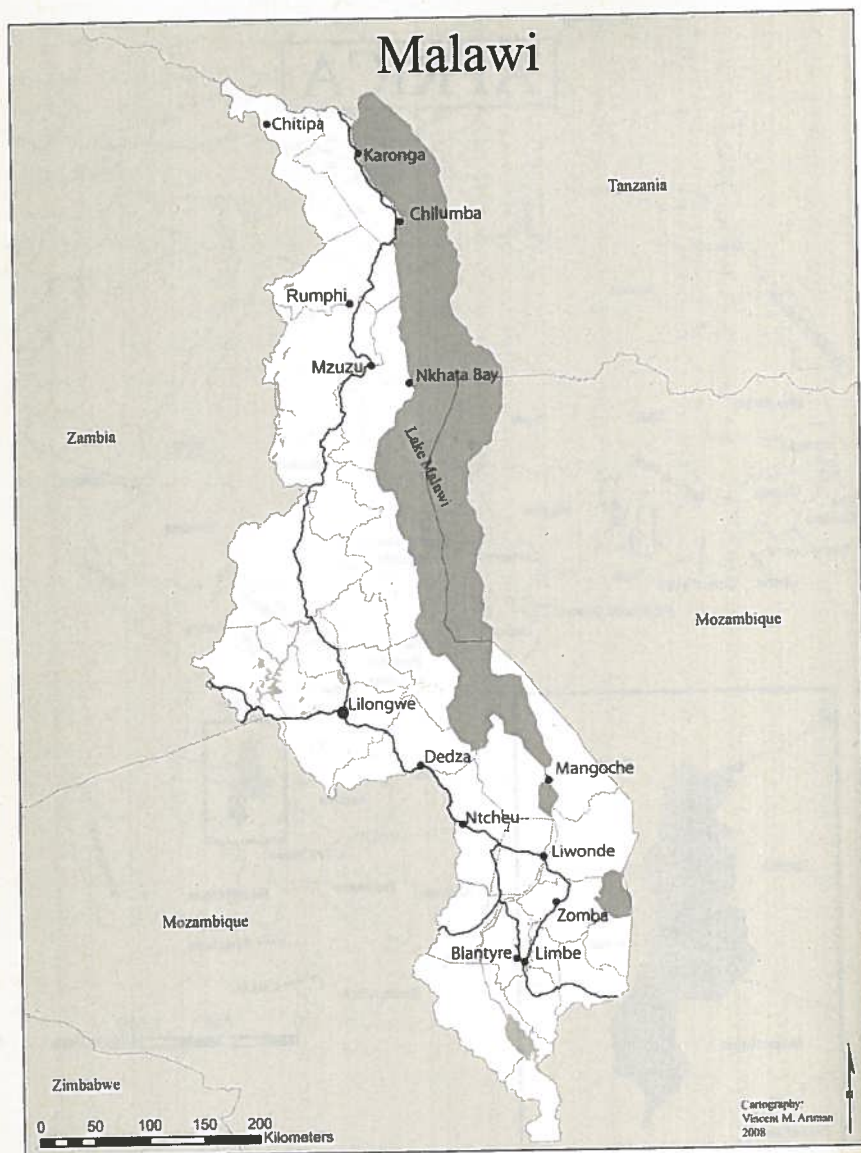 Malawi
Chitipa
Karonga
Tanzania
Chilumba
Rumphi
Mzuzu
Nkhata Bay
Zambia
Lake Malawi
Mozambique
Lilongwe
Dedza
Mangoche
Ntcheu
Liwonde
Zomba
Mozambique
Blantyre
Limbe
Zimbabwe
0 50 100 150 200
Kilometers
Cartography:
Vincent M. Artman
2008